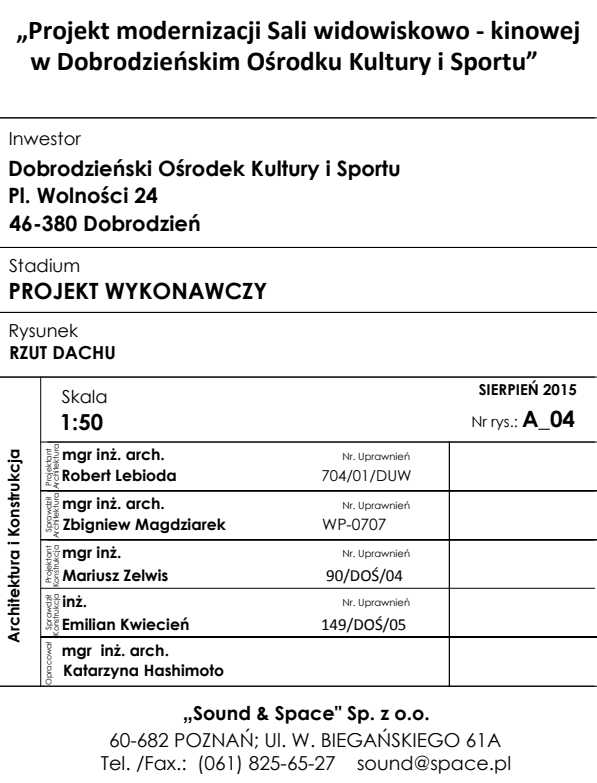 „Projekt modernizacji Sali widowiskowo - kinowej
w Dobrodzieńskim Ośrodku Kultury i Sportu”
Inwestor
Dobrodzieński Ośrodek Kultury i Sportu
Pl. Wolności 24
46-380 Dobrodzień
Stadium
PROJEKT WYKONAWCZY
Rysunek
RZUT DACHU
Architektura i Konstrukcja
Skala
1:50
SIERPIEŃ 2015
Nr rys.: A_04
Projektant
Architektura
mgr inż. arch.
Robert Lebioda
Nr. Uprawnień
704/01/DUW
Sprawdził
Architektura
mgr inż. arch.
Zbigniew Magdziarek
Nr. Uprawnień
WP-0707
Projektant
Konstrukcja
mgr inż.
Mariusz Zelwis
Nr. Uprawnień
90/DOŚ/04
Sprawdził
Konstrukcja
inż.
Emilian Kwiecień
Nr. Uprawnień
149/DOŚ/05
Opracował
mgr inż. arch.
Katarzyna Hashimoto
„Sound & Space" Sp. z o.o.
60-682 POZNAŃ; Ul. W. BIEGAŃSKIEGO 61A
Tel. /Fax.: (061) 825-65-27 sound@space.pl